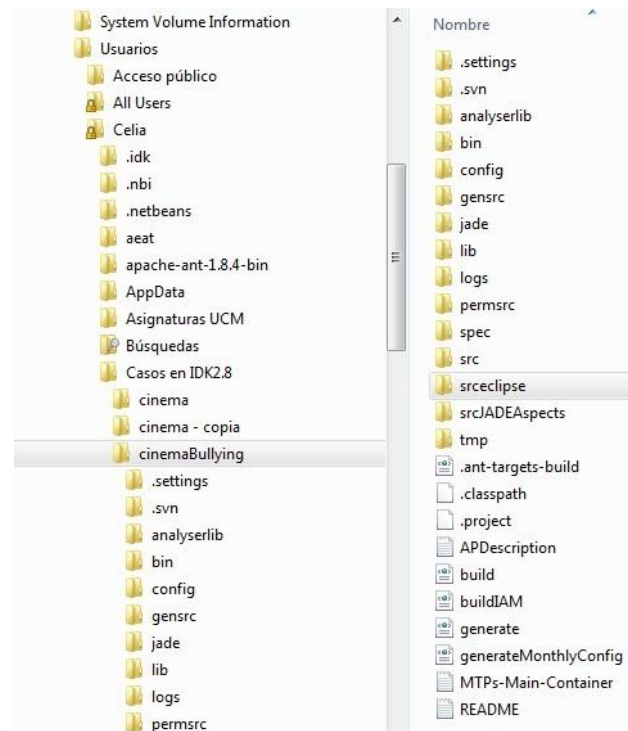 System Volume Information
Usuarios
Acceso público
All Users
Celia
.idk
.nbi
.netbeans
aeat
apache-ant-1.8.4-bin
AppData
Asignaturas UCM
Búsquedas
Casos en IDK2.8
cinema
cinema - copia
cinemaBullying
.settings
.svn
analyserlib
bin
config
gensrc
jade
lib
logs
permsrc
Nombre
.settings
.svn
analyserlib
bin
config
gensrc
jade
lib
logs
permsrc
spec
src
srceclipse
srcJADEAspects
tmp
.ant-targets-build
.classpath
.project
APDescription
build
buildIAM
generate
generateMonthlyConfig
MTPs-Main-Container
README